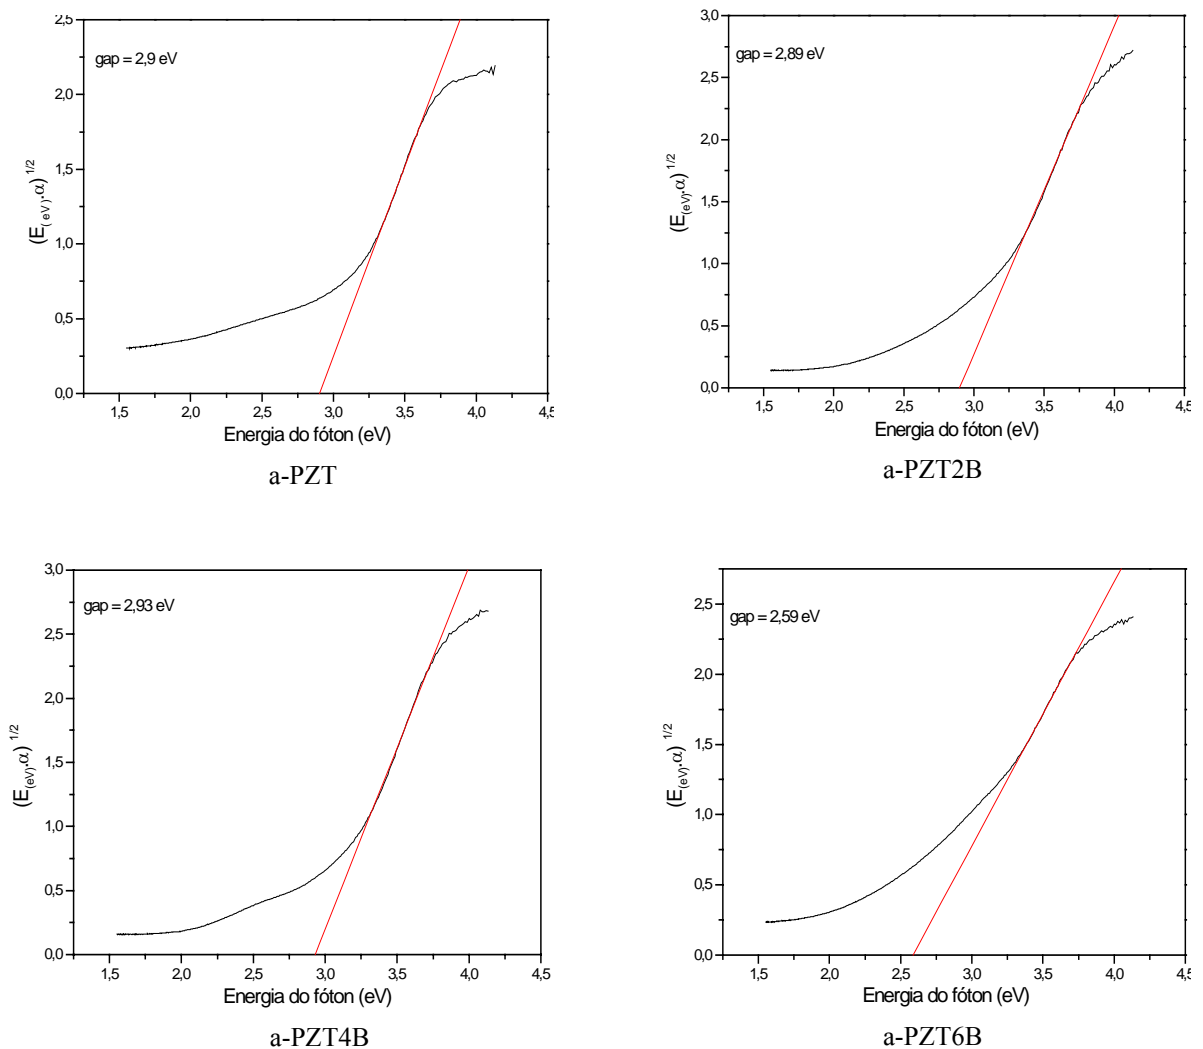 gap = 2,9 eV
(E(eV).α) 1/2
2,5
2,0
1,5
1,0
0,5
0,0
1,5 2,0 2,5 3,0 3,5 4,0 4,5
Energia do fóton (eV)
a-PZT
gap = 2,89 eV
(E(eV).α) 1/2
3,0
2,5
2,0
1,5
1,0
0,5
0,0
1,5 2,0 2,5 3,0 3,5 4,0 4,5
Energia do fóton (eV)
a-PZT2B
gap = 2,93 eV
(E(eV).α) 1/2
3,0
2,5
2,0
1,5
1,0
0,5
0,0
1,5 2,0 2,5 3,0 3,5 4,0 4,5
Energia do fóton (eV)
a-PZT4B
gap = 2,59 eV
(E(eV).α) 1/2
2,5
2,0
1,5
1,0
0,5
0,0
1,5 2,0 2,5 3,0 3,5 4,0 4,5
Energia do fóton (eV)
a-PZT6B